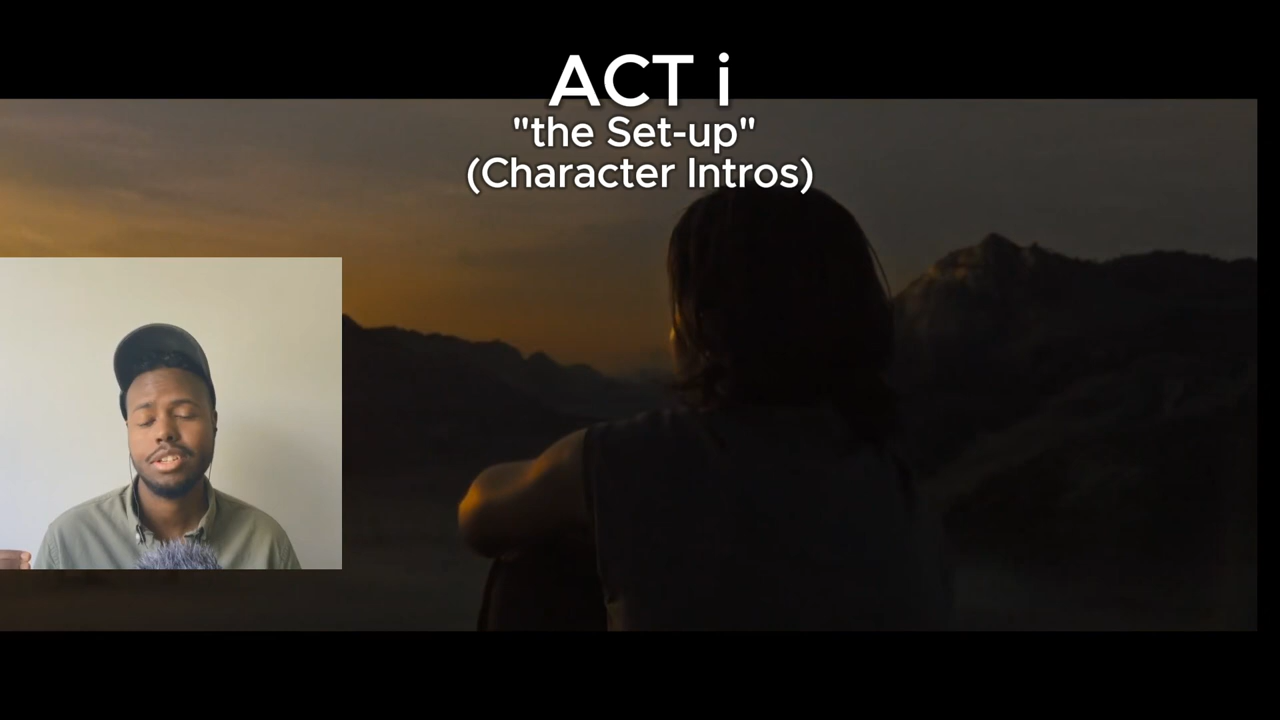 ACT i
"the Set-up"
(Character Intros)